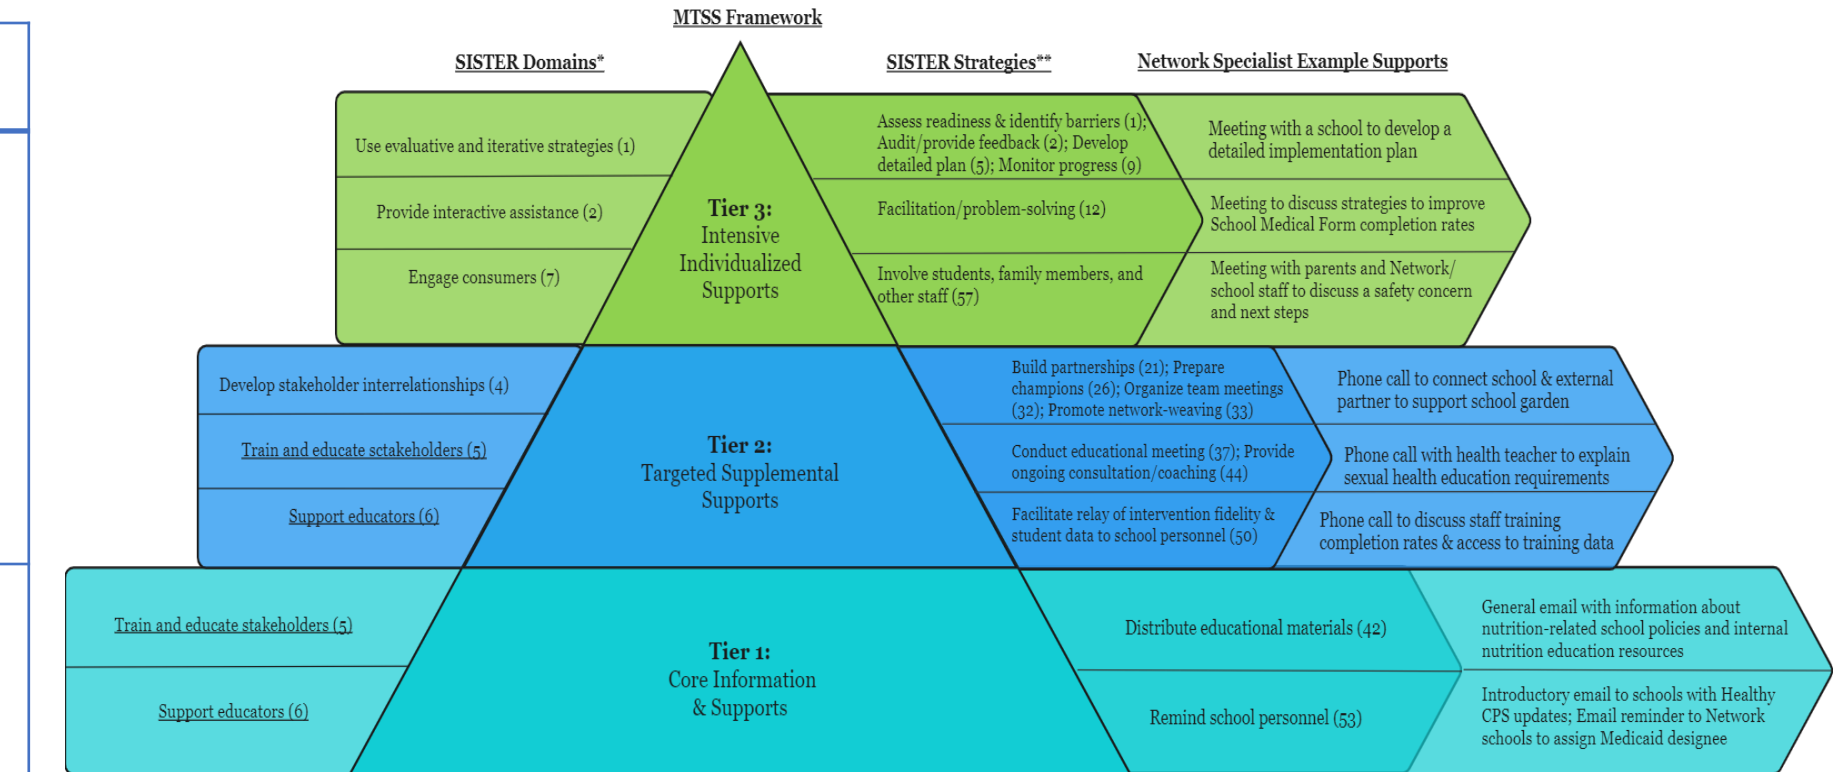 MTSS Framework
SISTER Domains*
SISTER Strategies**
Network Specialist Example Supports
Use evaluative and iterative strategies (1)
Provide interactive assistance (2)
Engage consumers (7)
Tier 3:
Intensive
Individualized
Supports
Assess readiness & identify barriers (1);
Audit/provide feedback (2); Develop
detailed plan (5); Monitor progress (9)
Facilitation/problem-solving (12)
Involve students, family members, and
other staff (57)
Meeting with a school to develop a
detailed implementation plan
Meeting to discuss strategies to improve
School Medical Form completion rates
Meeting with parents and Network/
school staff to discuss a safety concern
and next steps
Develop stakeholder interrelationships (4)
Train and educate sctakeholders (5)
Support educators (6)
Tier 2:
Targeted Supplemental
Supports
Build partnerships (21); Prepare
champions (26); Organize team meetings
(32); Promote network-weaving (33)
Conduct educational meeting (37); Provide
ongoing consultation/coaching (44)
Facilitate relay of intervention fidelity &
student data to school personnel (50)
Phone call to connect school & external
partner to support school garden
Phone call with health teacher to explain
sexual health education requirements
Phone call to discuss staff training
completion rates & access to training data
Train and educate stakeholders (5)
Support educators (6)
Tier 1:
Core Information
& Supports
Distribute educational materials (42)
Remind school personnel (53)
General email with information about
nutrition-related school policies and internal
nutrition education resources
Introductory email to schools with Healthy
CPS updates; Email reminder to Network
schools to assign Medicaid designee